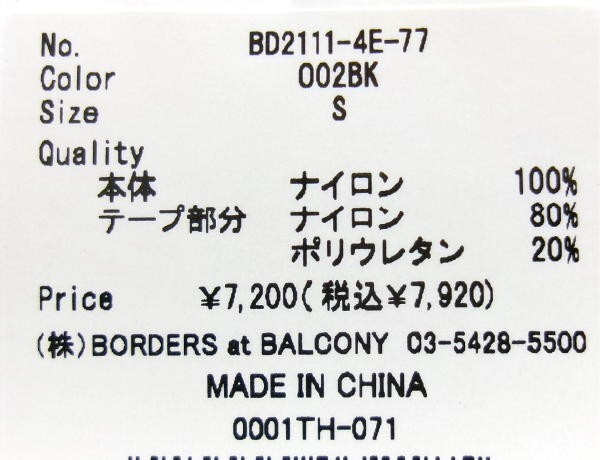 No. BD2111-4E-77
Color 002BK
Size S
Quality
本体 ナイロン 100%
テープ部分 ナイロン 80%
ポリウレタン 20%
Price ¥7,200(税込¥7,920)
(株)BORDERS at BALCONY 03-5428-5500
MADE IN CHINA
0001TH-071